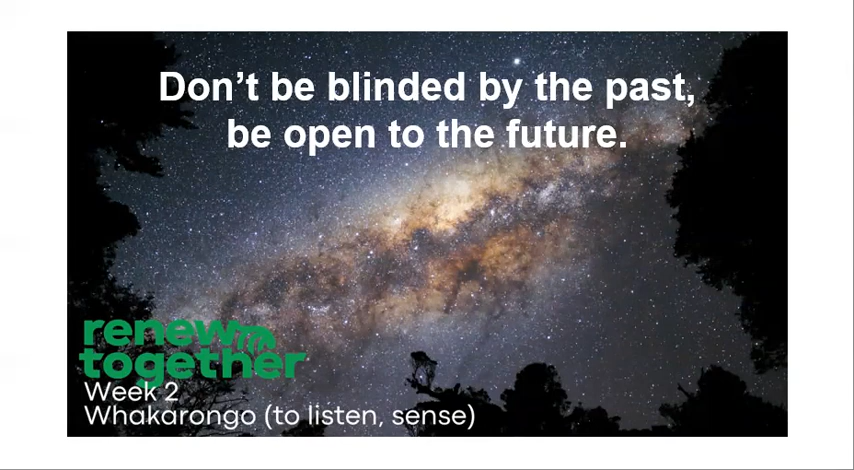 Don’t be blinded by the past,
be open to the future.
renew
together
Week 2
Whakarongo (to listen, sense)